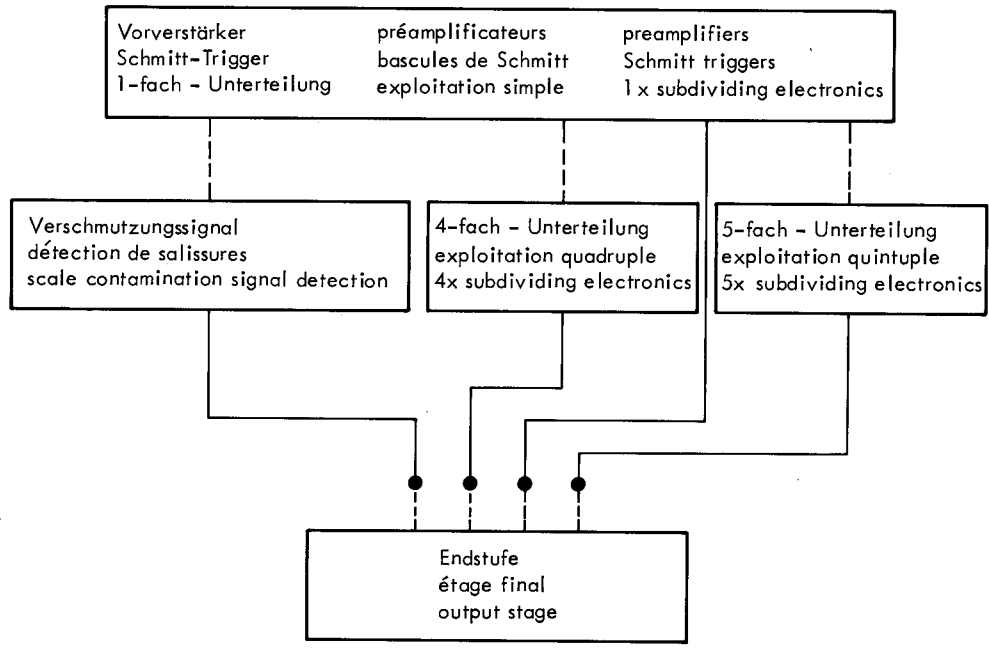 Vorverstärker
Schmitt-Trigger
1-fach - Unterteilung
préamplificateurs
bascules de Schmitt
exploitation simple
preamplifiers
Schmitt triggers
1x subdividing electronics
Verschmutzungssignal
détection de salissures
scale contamination signal detection
4-fach - Unterteilung
exploitation quadruple
4x subdividing electronics
5-fach - Unterteilung
exploitation quintuple
5x subdividing electronics
Endstufe
étage final
output stage